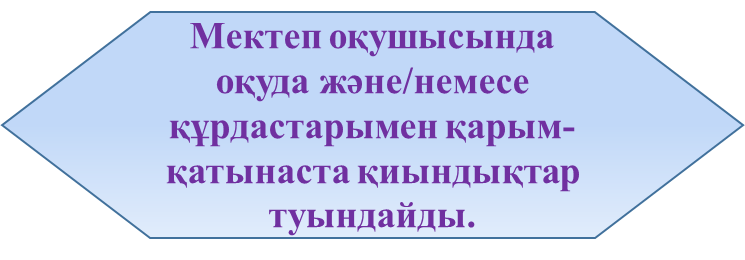 Мектеп оқушысында
оқуда және/немесе
құрдастарымен қарым-
қатынаста қиындықтар
туындайды.